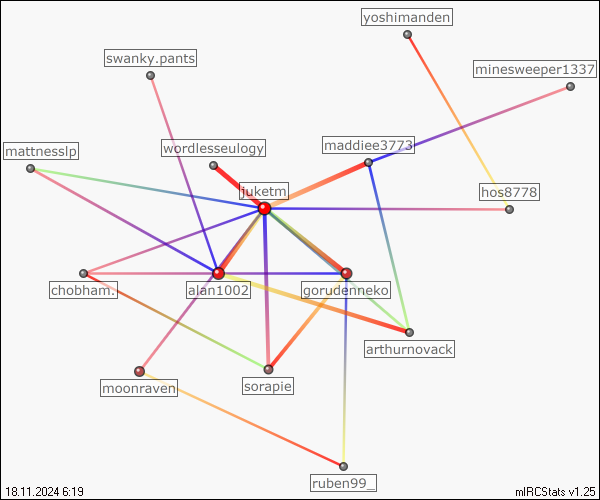 yoshimanden
swanky.pants
minesweeper1337
wordlesseulogy
maddiee3773
mattnesslp
juketm
hos8778
chobham.
ajan1002
gorudenneko
arthurnovack
moonraven
sorapie
ruben99_
18.11.2024 6:19
mIRCStats v1.25